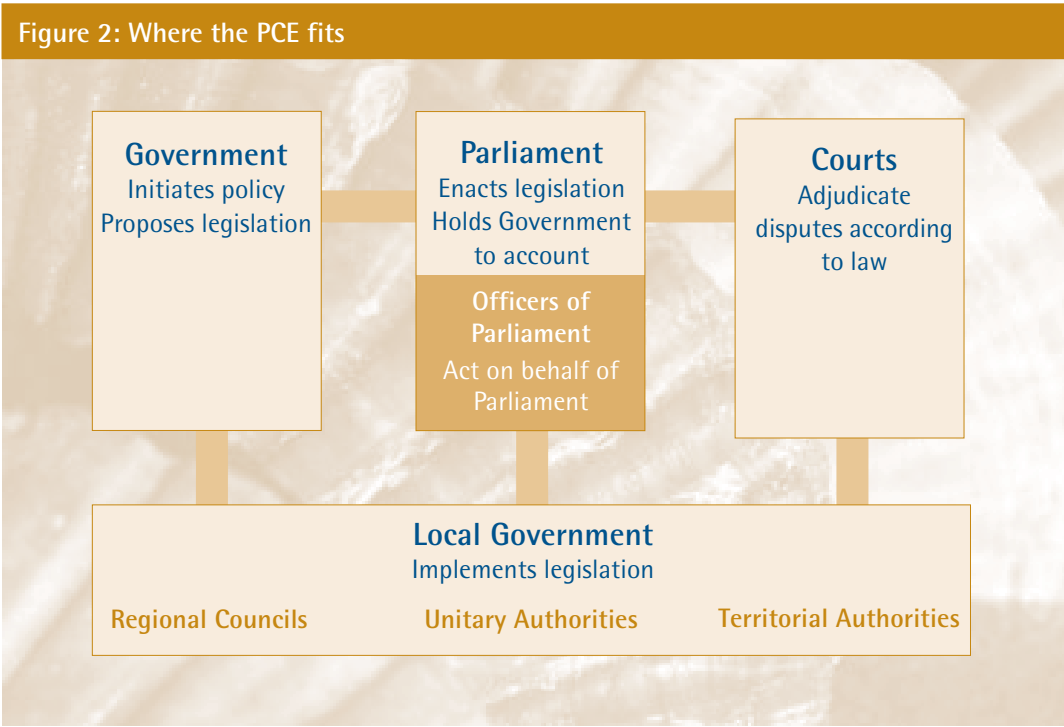 Figure 2: Where the PCE fits
Government
Initiates policy
Proposes legislation
Parliament
Enacts legislation
Holds Government
to account
Officers of
Parliament
Act on behalf of
Parliament
Courts
Adjudicate
disputes according
to law
Local Government
Implements legislation
Regional Councils
Unitary Authorities
Territorial Authorities